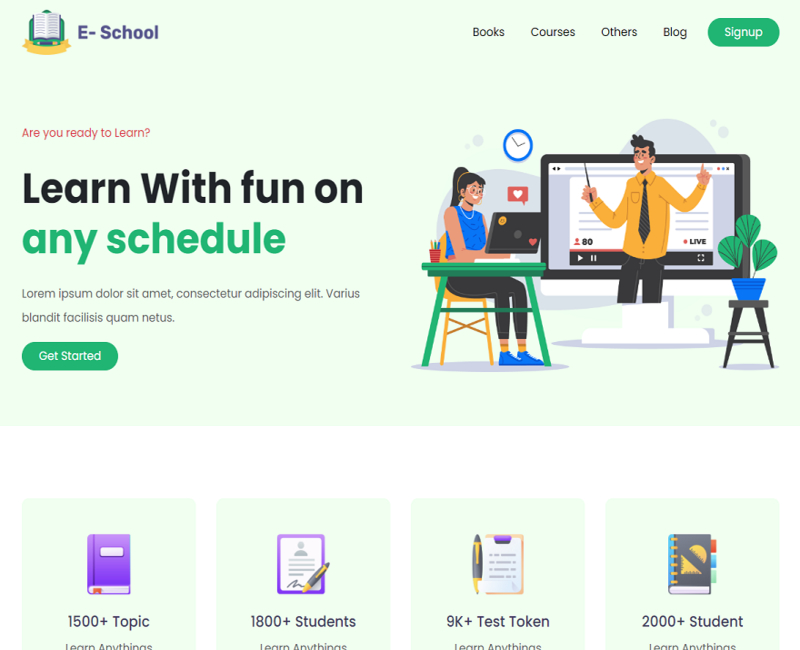 E- School
Books Courses Others Blog Signup
Are you ready to Learn?
Learn With fun on
any schedule
Lorem ipsum dolor sit amet, consectetur adipiscing elit. Varius
blandit facilisis quam netus.
Get Started
80
LIVE
1500+ Topic
1800+ Students
9K+ Test Token
2000+ Student
Learn Anythings
Learn Anythings
Learn Anythings
Learn Anythings